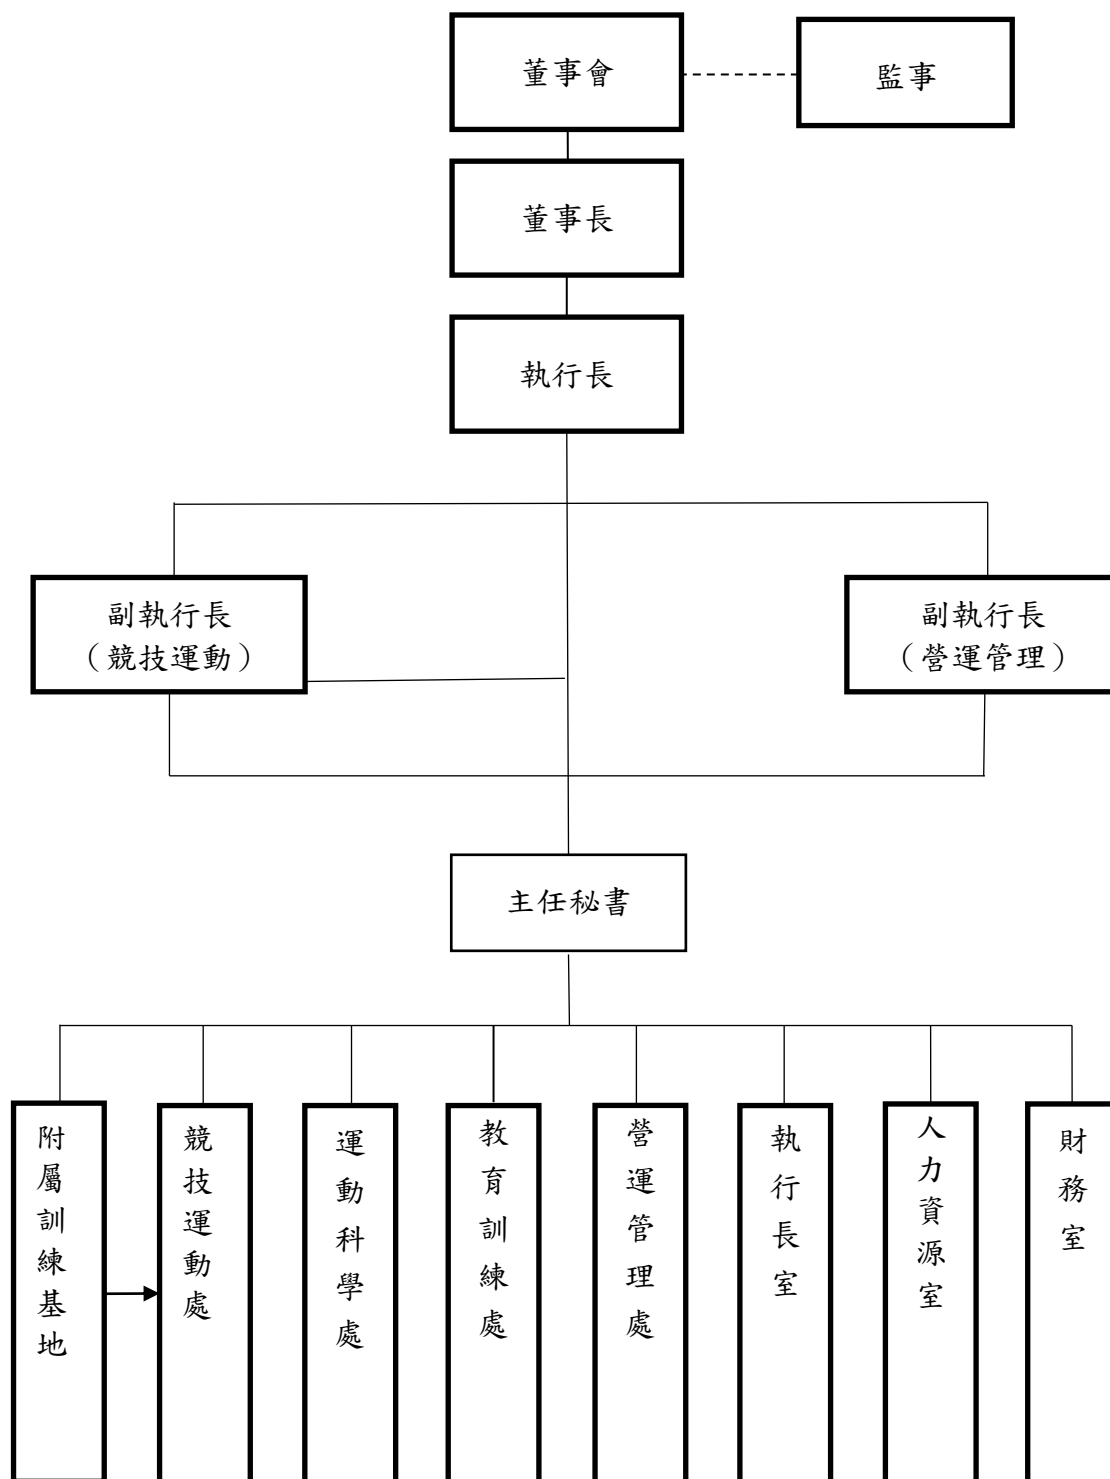 董事會
監事
董事長
執行長
副執行長
（競技運動）
副執行長
（營運管理）
主任秘書
附屬訓練基地
競技運動處
運動科學處
教育訓練處
營運管理處
執行長室
人力資源室
財務室